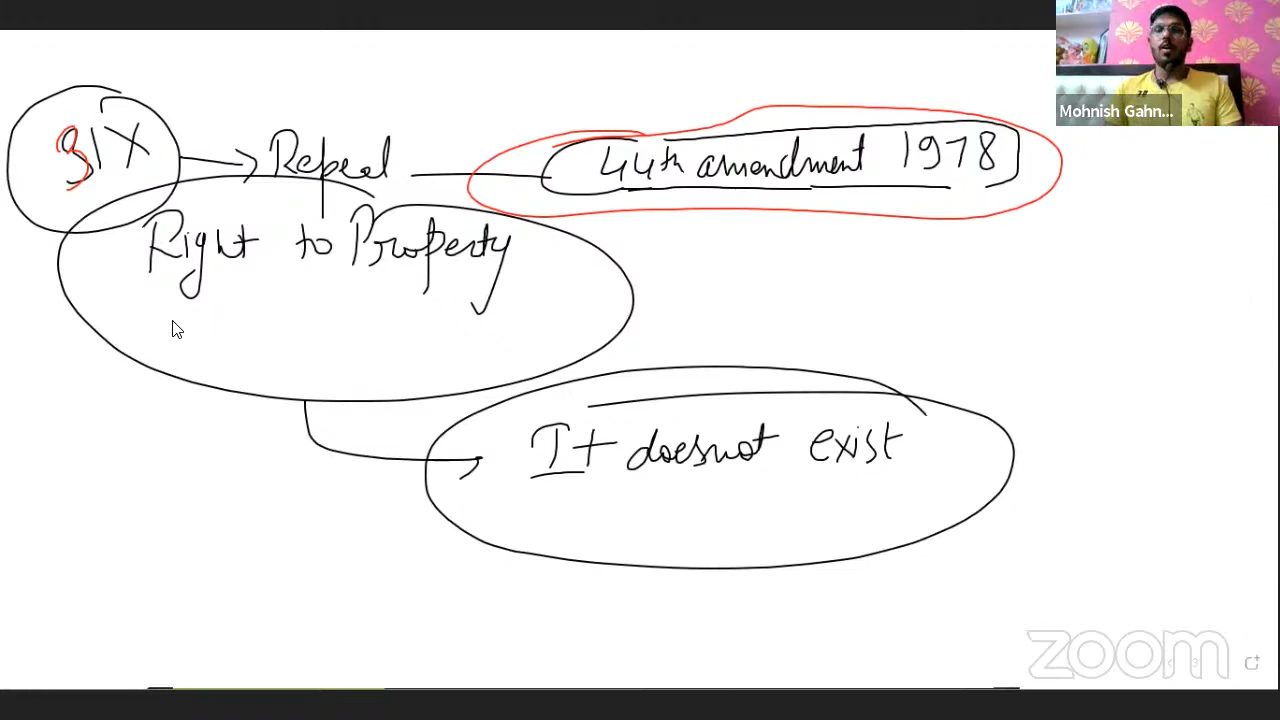 Mohnish Gahn...
31X → Repeal 44th amendment 1978
Right to Property
It doesnot exist
zoom